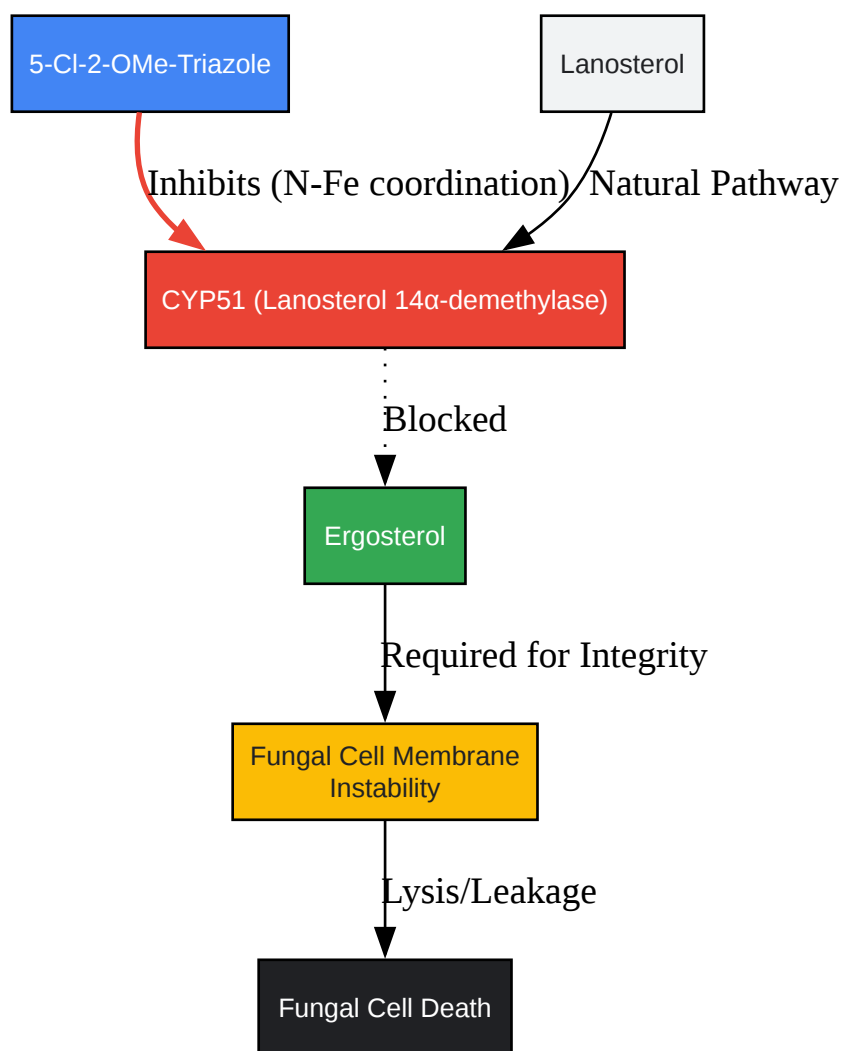 5-Cl-2-OMe-Triazole
Lanosterol
Inhibits (N-Fe coordination)
Natural Pathway
CYP51 (Lanosterol 14α-demethylase)
Blocked
Ergosterol
Required for Integrity
Fungal Cell Membrane
Instability
Lysis/Leakage
Fungal Cell Death